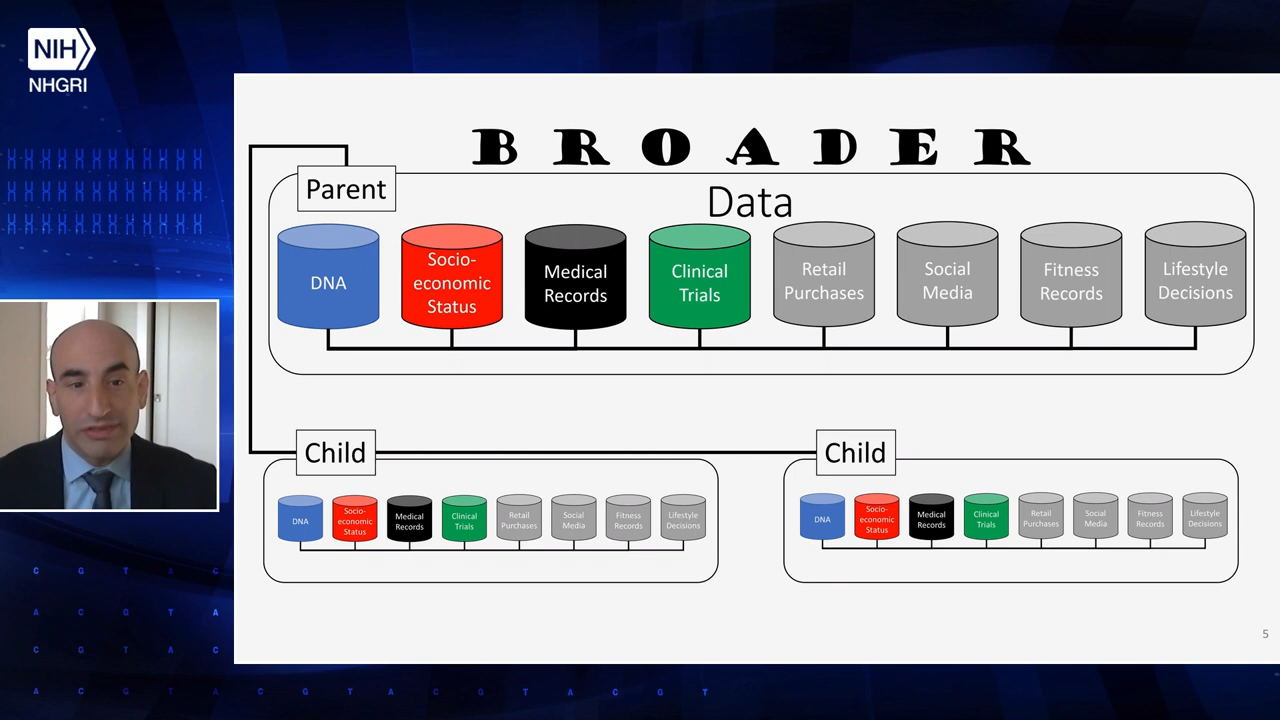 NIH
NHGRI
B R O A D E R
Parent
Data
DNA
Socio-
economic
Status
Medical
Records
Clinical
Trials
Retail
Purchases
Social
Media
Fitness
Records
Lifestyle
Decisions
Child
DNA
Socio-
economic
Status
Medical
Records
Clinical
Trials
Retail
Purchases
Social
Media
Fitness
Records
Lifestyle
Decisions
Child
DNA
Socio-
economic
Status
Medical
Records
Clinical
Trials
Retail
Purchases
Social
Media
Fitness
Records
Lifestyle
Decisions
5
C G T A C
A C G T A
C G T A C
A C G T A C G T A C G T A C G T